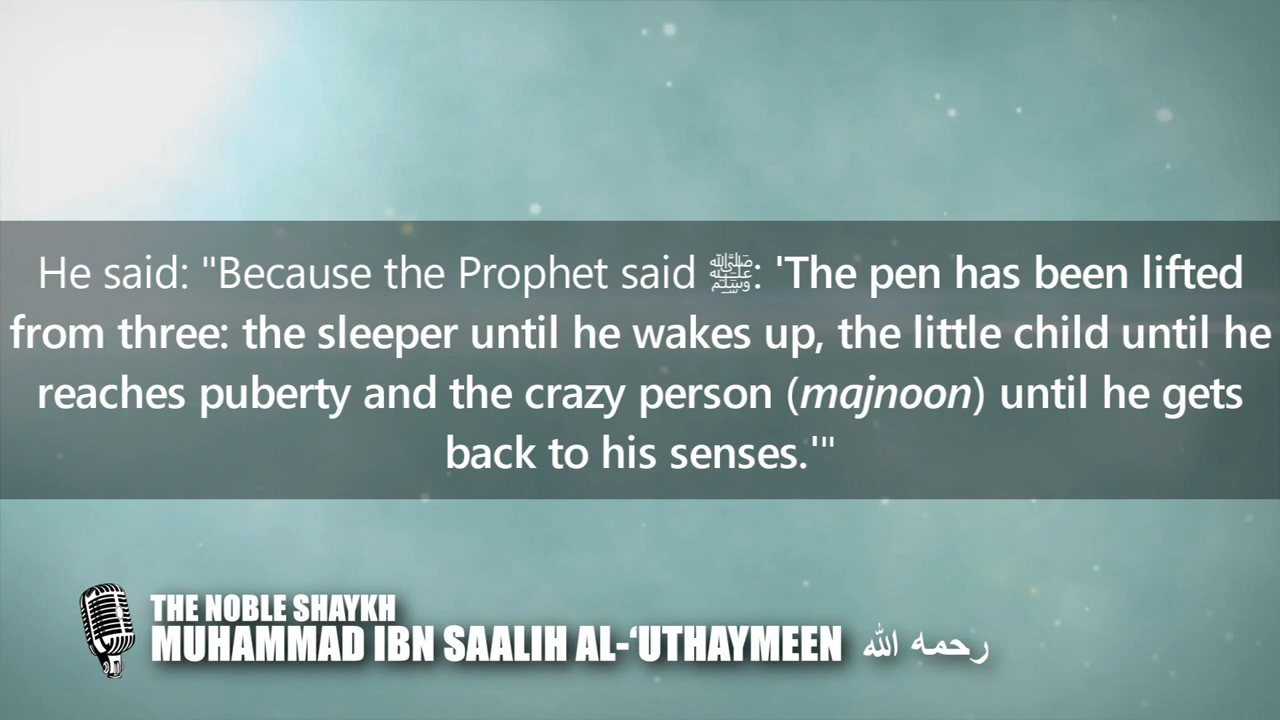 He said: "Because the Prophet said ﷺ: 'The pen has been lifted
from three: the sleeper until he wakes up, the little child until he
reaches puberty and the crazy person (majnoon) until he gets
back to his senses.'"
THE NOBLE SHAYKH
MUHAMMAD IBN SAALIH AL-‘UTHAYMEEN رحمه الله